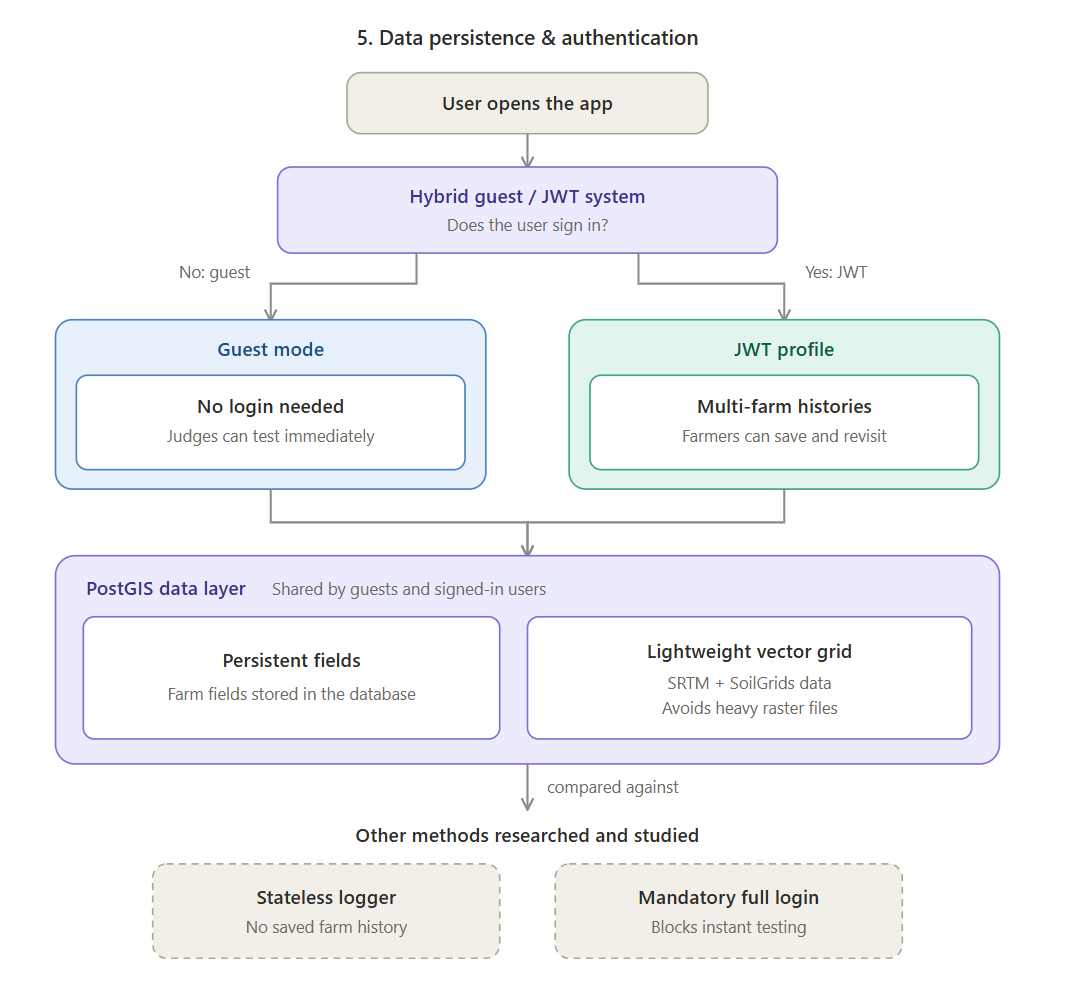 5. Data persistence & authentication
User opens the app
Hybrid guest / JWT system
Does the user sign in?
No: guest
Yes: JWT
Guest mode
No login needed
Judges can test immediately
JWT profile
Multi-farm histories
Farmers can save and revisit
PostGIS data layer
Shared by guests and signed-in users
Persistent fields
Farm fields stored in the database
Lightweight vector grid
SRTM + SoilGrids data
Avoids heavy raster files
compared against
Other methods researched and studied
Stateless logger
No saved farm history
Mandatory full login
Blocks instant testing